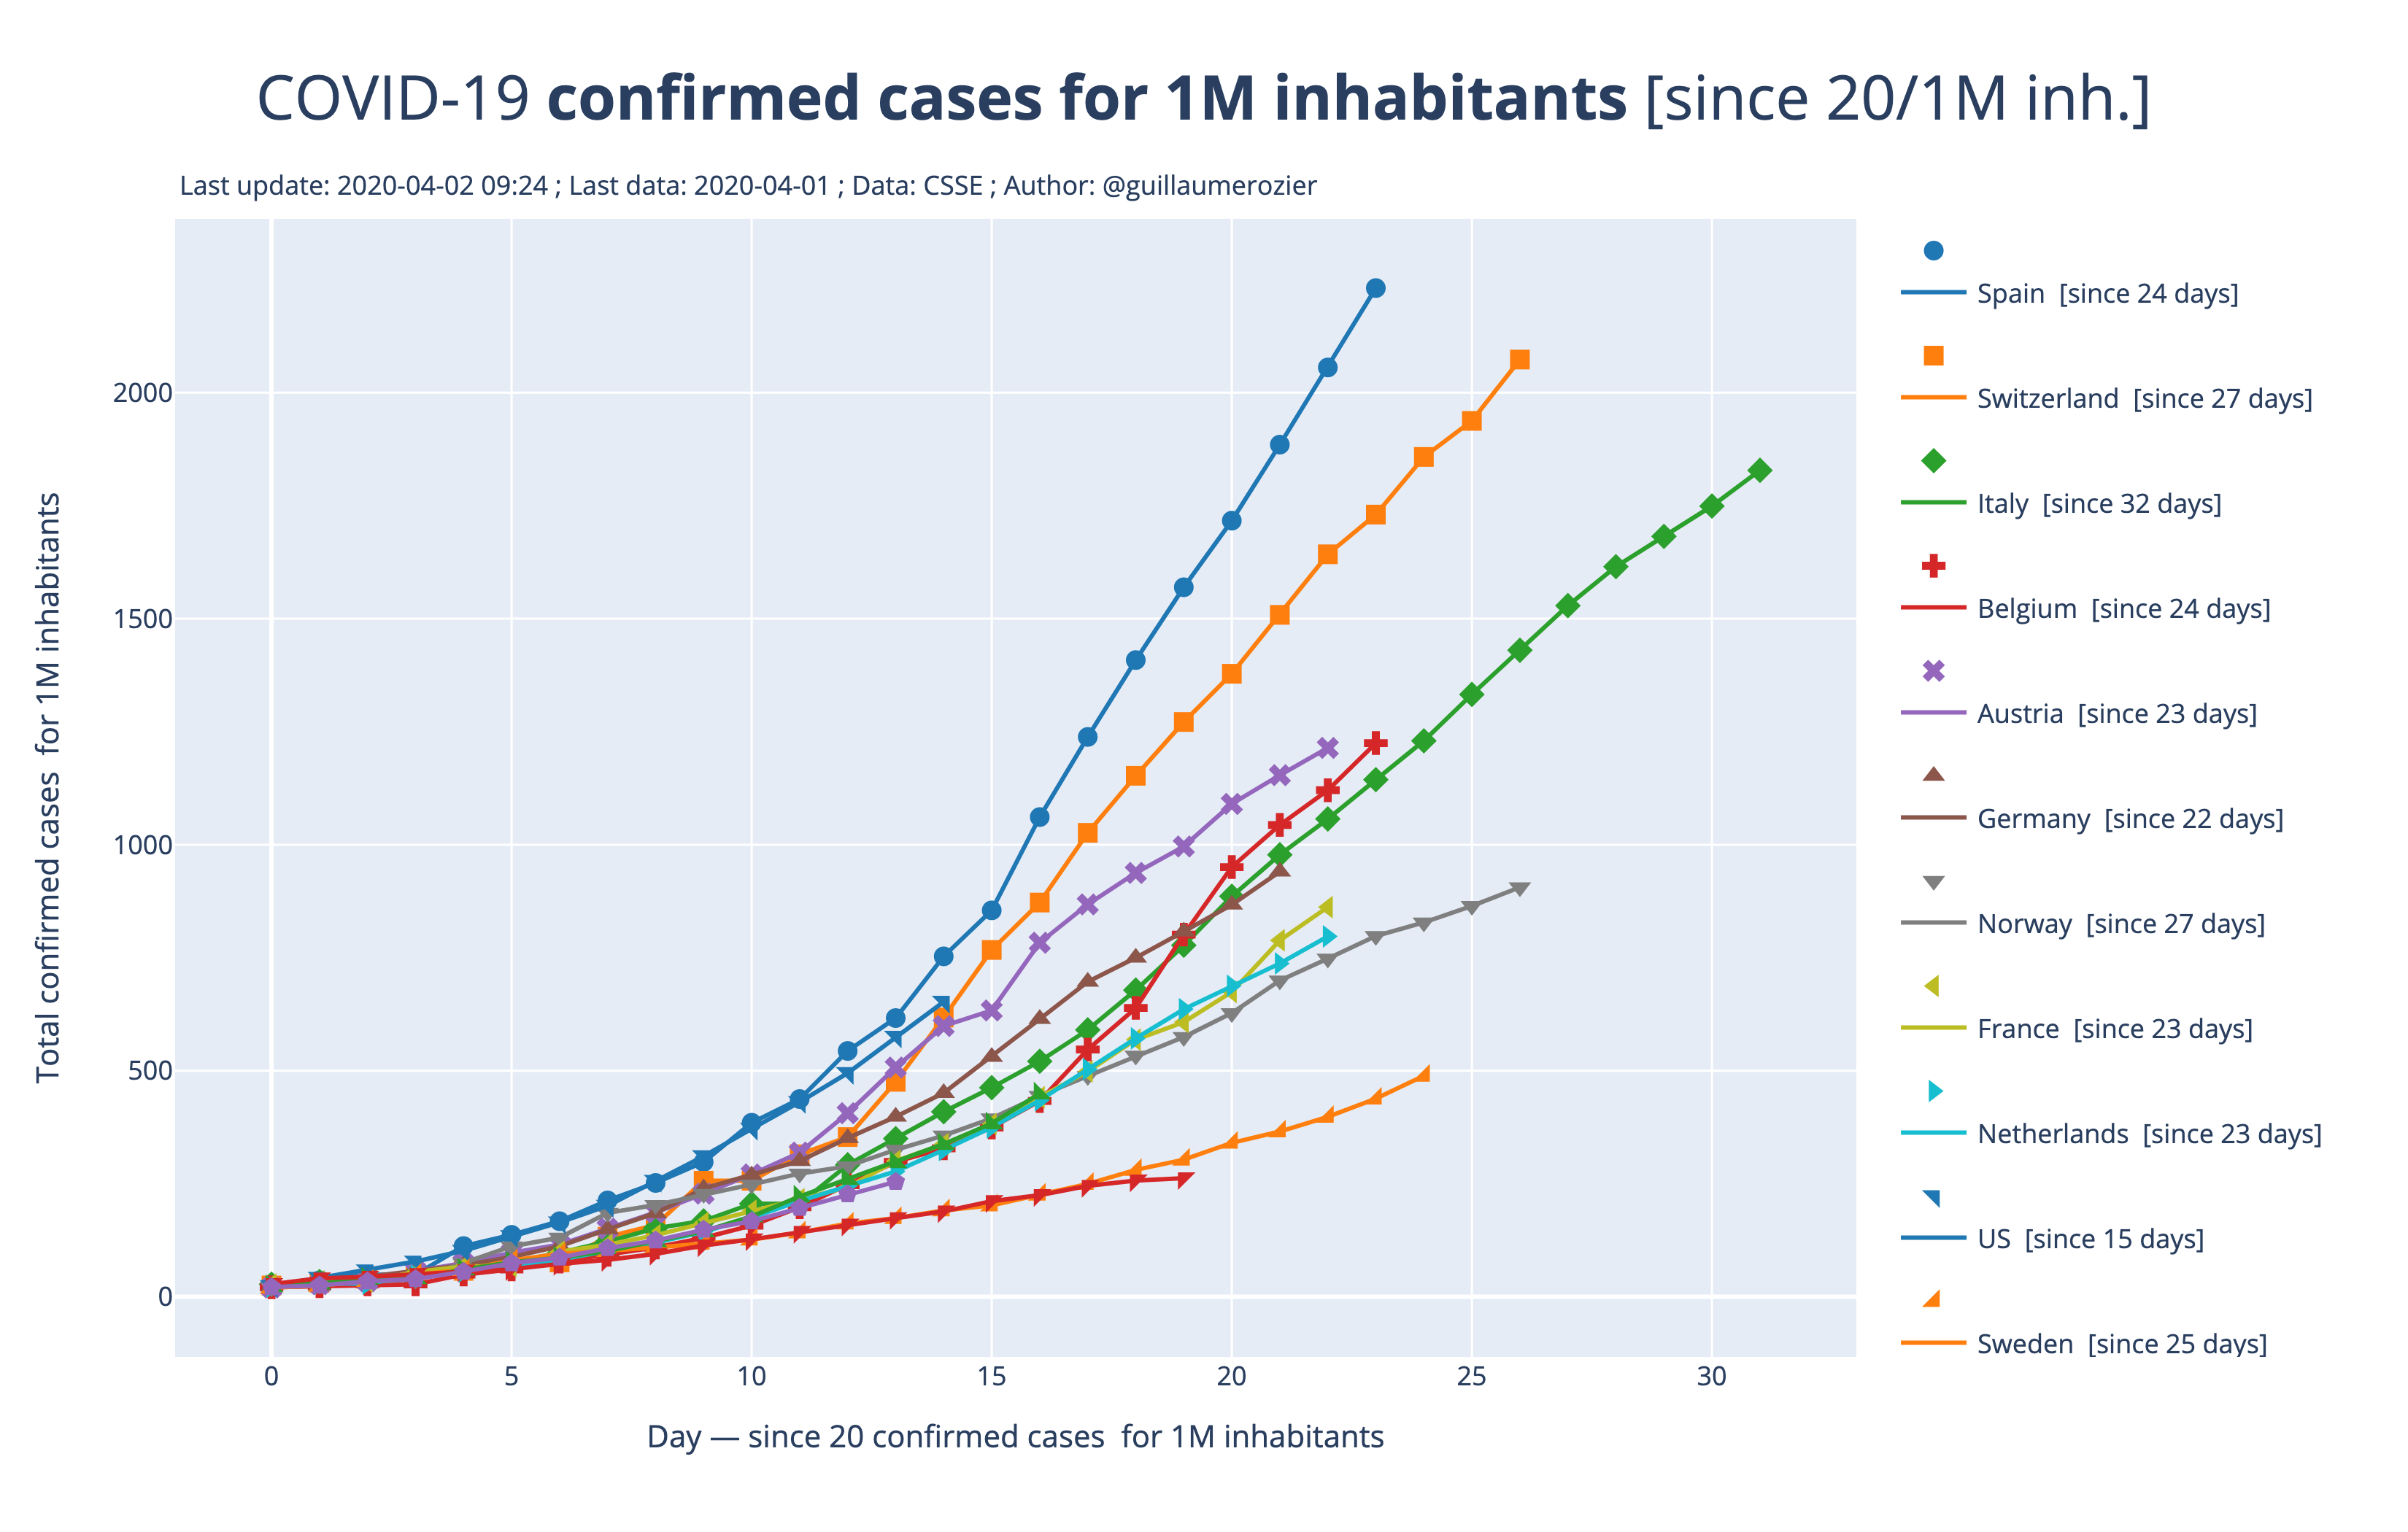 COVID-19 confirmed cases for 1M inhabitants [since 20/1M inh.]
Last update: 2020-04-02 09:24 ; Last data: 2020-04-01 ; Data: CSSE ; Author: @guillaumerozier
Total confirmed cases for 1M inhabitants
2000
1500
1000
500
0
0 5 10 15 20 25 30
Day — since 20 confirmed cases for 1M inhabitants
Spain [since 24 days]
Switzerland [since 27 days]
Italy [since 32 days]
Belgium [since 24 days]
Austria [since 23 days]
Germany [since 22 days]
Norway [since 27 days]
France [since 23 days]
Netherlands [since 23 days]
US [since 15 days]
Sweden [since 25 days]